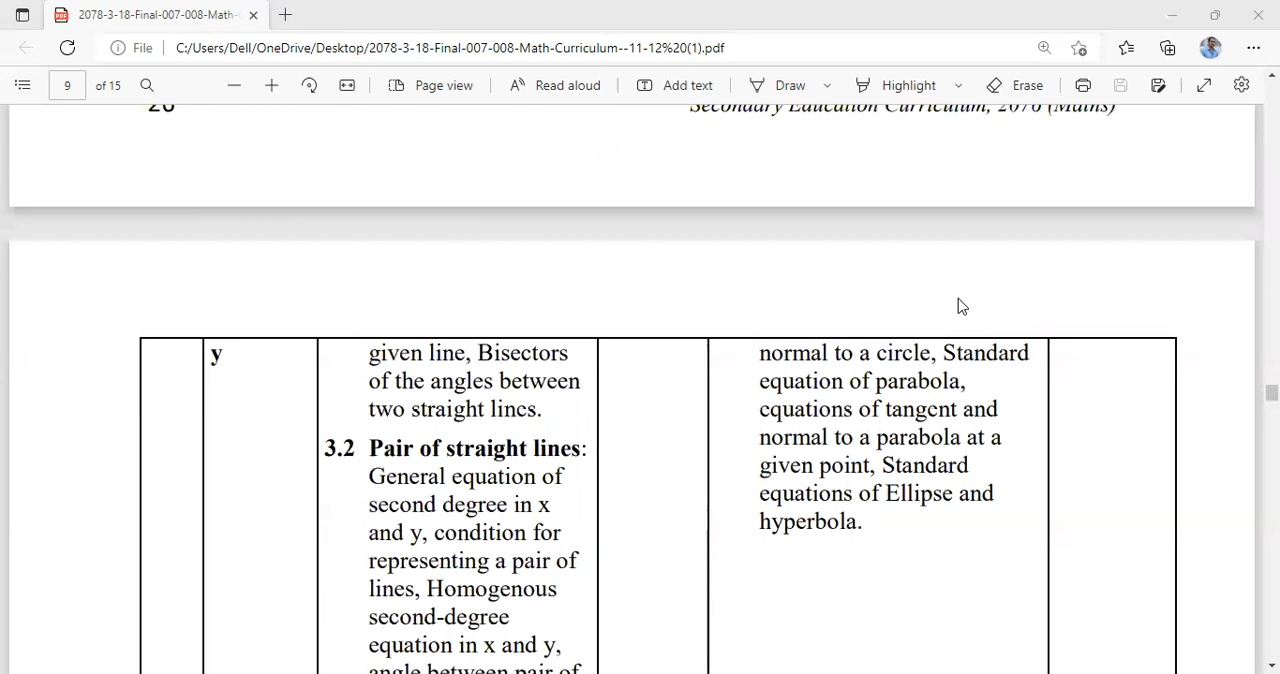 2078-3-18-Final-007-008-Math-
File
C:/Users/Dell/OneDrive/Desktop/2078-3-18-Final-007-008-Math-Curriculum--11-12%20(1).pdf
9 of 15
Page view
Read aloud
Add text
Draw
Highlight
Erase
Secondary Education Curriculum, 2076 (Maths)
y
given line, Bisectors
of the angles between
two straight lines.
3.2 Pair of straight lines:
General equation of
second degree in x
and y, condition for
representing a pair of
lines, Homogenous
second-degree
equation in x and y,
angle between pair of
normal to a circle, Standard
equation of parabola,
equations of tangent and
normal to a parabola at a
given point, Standard
equations of Ellipse and
hyperbola.